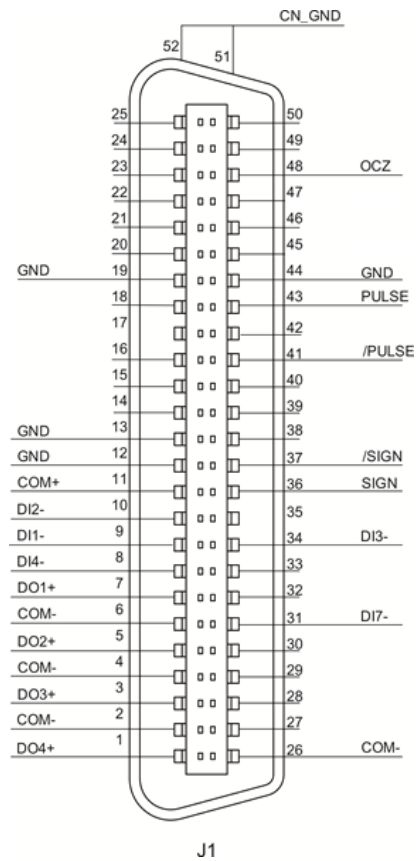 CN_GND
52 51
25 50
24 49
23 48 OCZ
22 47
21 46
20 45
GND 19 44 GND
18 43 PULSE
17 42
16 41 /PULSE
15 40
14 39
GND 13 38
GND 12 37 /SIGN
COM+ 11 36 SIGN
DI2- 10 35
DI1- 9 34 DI3-
DI4- 8 33
DO1+ 7 32
COM- 6 31 DI7-
DO2+ 5 30
COM- 4 29
DO3+ 3 28
COM- 2 27
DO4+ 1 26 COM-
J1